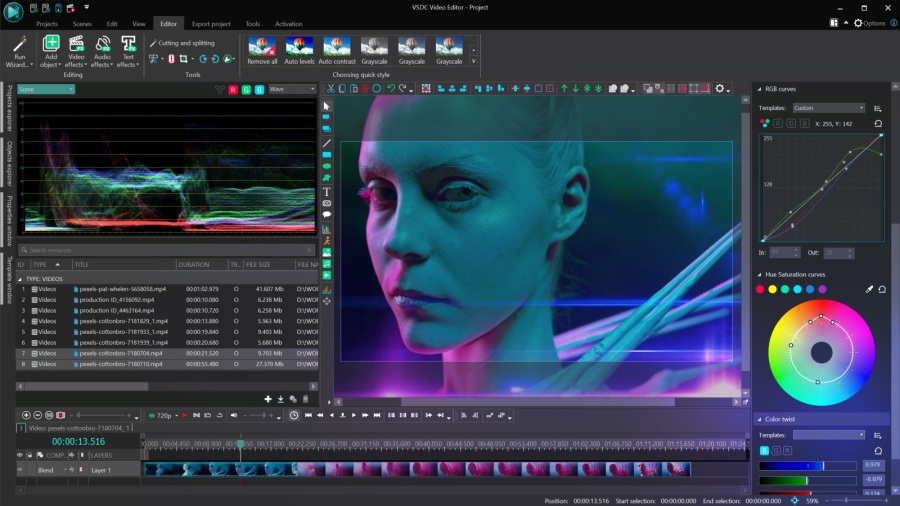 VSDC Video Editor - Project
Projects Scenes Edit View Editor Export project Tools Activation Options
Run Wizard... Add object Video effects Audio effects Text effects
Editing
Cutting and splitting
Tools
Remove all Auto levels Auto contrast Grayscale Grayscale Grayscale
Choosing quick style
Projects explorer
Objects explorer
Properties window
Template window
Scene R G B Wave
Search resources
ID TYPE TITLE DURATION TR... FILE SIZE FILE NA
TYPE: VIDEOS
1 Videos pexels-pat-whelen-5658058.mp4 00:01:02,979 O 41.607 Mb D:\WOR
2 Videos production ID_4156092.mp4 00:00:10,080 O 6.238 Mb D:\WOR
3 Videos production ID_4463164.mp4 00:00:10,720 O 6.258 Mb D:\WOR
4 Videos pexels-cottonbro-7181829_1.mp4 00:00:13,880 O 5.963 Mb D:\WOR
5 Videos pexels-cottonbro-7181933_1.mp4 00:00:19,840 O 9.403 Mb D:\WOR
6 Videos pexels-cottonbro-7181939_1.mp4 00:00:20,680 O 5.680 Mb D:\WOR
7 Videos pexels-cottonbro-7180704.mp4 00:00:21,520 O 9.703 Mb D:\WOR
8 Videos pexels-cottonbro-7180710.mp4 00:00:55,480 O 27.370 Mb D:\WOR
RGB curves
Templates: Custom
R G B X: 255, Y: 142
255
128
0
In: Out:
Hue Saturation curves
Color twist
Templates:
R G B
0.979
-0.079
720p
3 Video: pexels-cottonbro-7180704_1
00:00:13.516
COMP... LAYERS
Blend Layer 1
Position: 00:00:13.516 Start selection: 00:00:00.000 End selection: 00:00:00.000 59%